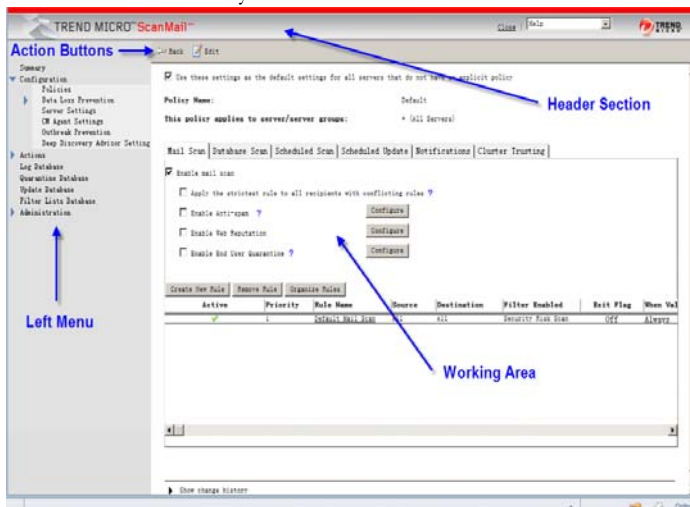 TREND MICRO™ ScanMail™
Close
Help
TREND
MICRO
Action Buttons
Back
Edit
Summary
Configuration
Policies
Data Loss Prevention
Server Settings
CM Agent Settings
Outbreak Prevention
Deep Discovery Advisor Setting
Actions
Log Database
Quarantine Database
Update Database
Filter Lists Database
Administration
Left Menu
Use these settings as the default settings for all servers that do not have an explicit policy
Header Section
Policy Name: Default
This policy applies to server/server groups: * (All Servers)
Mail Scan Database Scan Scheduled Scan Scheduled Update Notifications Cluster Trusting
Enable mail scan
Apply the strictest rule to all recipients with conflicting rules ?
Enable Anti-spam ? Configure
Enable Web Reputation Configure
Enable End User Quarantine ? Configure
Create New Rule Remove Rule Organize Rules
Active Priority Rule Name Source Destination Filter Enabled Exit Flag When Val
1 Default Mail Scan All All Security Risk Scan Off Always
Working Area
Show change history